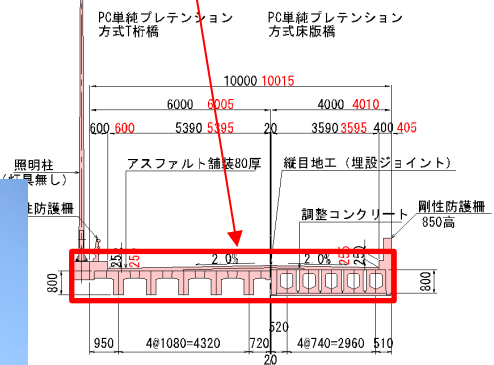 PC単純プレテンション PC単純プレテンション
方式T桁橋 方式床版橋
10000 10015
6000 6005 4000 4010
600 600 5390 5395 20 3590 3595 400 405
照明柱 アスファルト舗装80厚 縦目地工（埋設ジョイント）
（灯具無し）
性防護柵 調整コンクリート 剛性防護柵
850高
250 2.0% 2.0% 255 250
800 800
520
950 4@1080=4320 720 4@740=2960 510
20